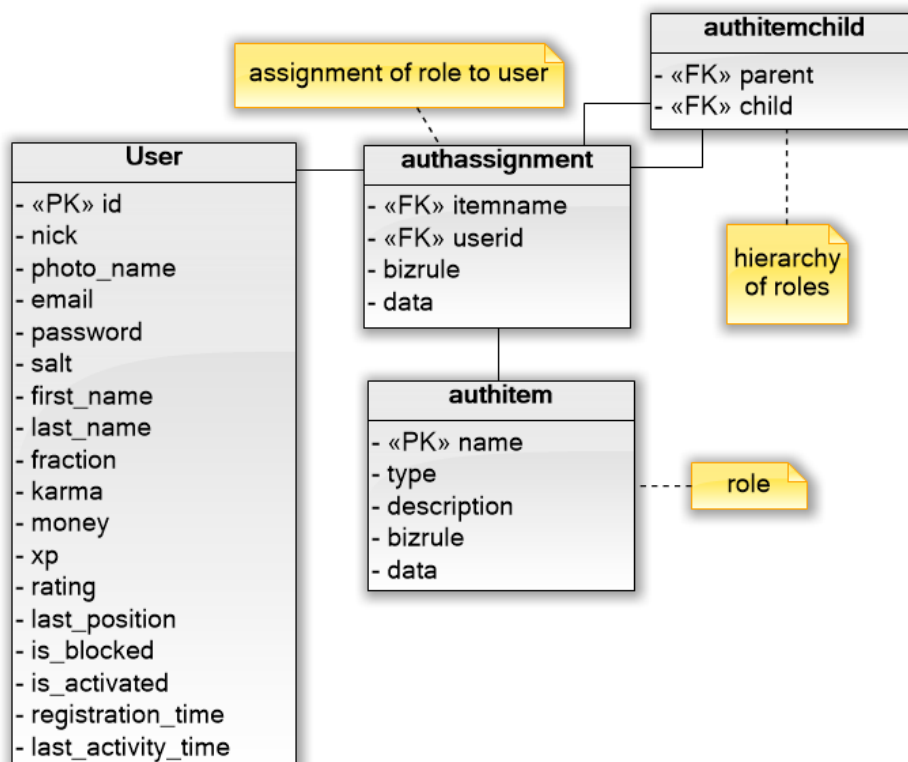 authitemchild
- «FK» parent
- «FK» child
assignment of role to user
User
- «PK» id
- nick
- photo_name
- email
- password
- salt
- first_name
- last_name
- fraction
- karma
- money
- xp
- rating
- last_position
- is_blocked
- is_activated
- registration_time
- last_activity_time
authassignment
- «FK» itemname
- «FK» userid
- bizrule
- data
hierarchy
of roles
authitem
- «PK» name
- type
- description
- bizrule
- data
role